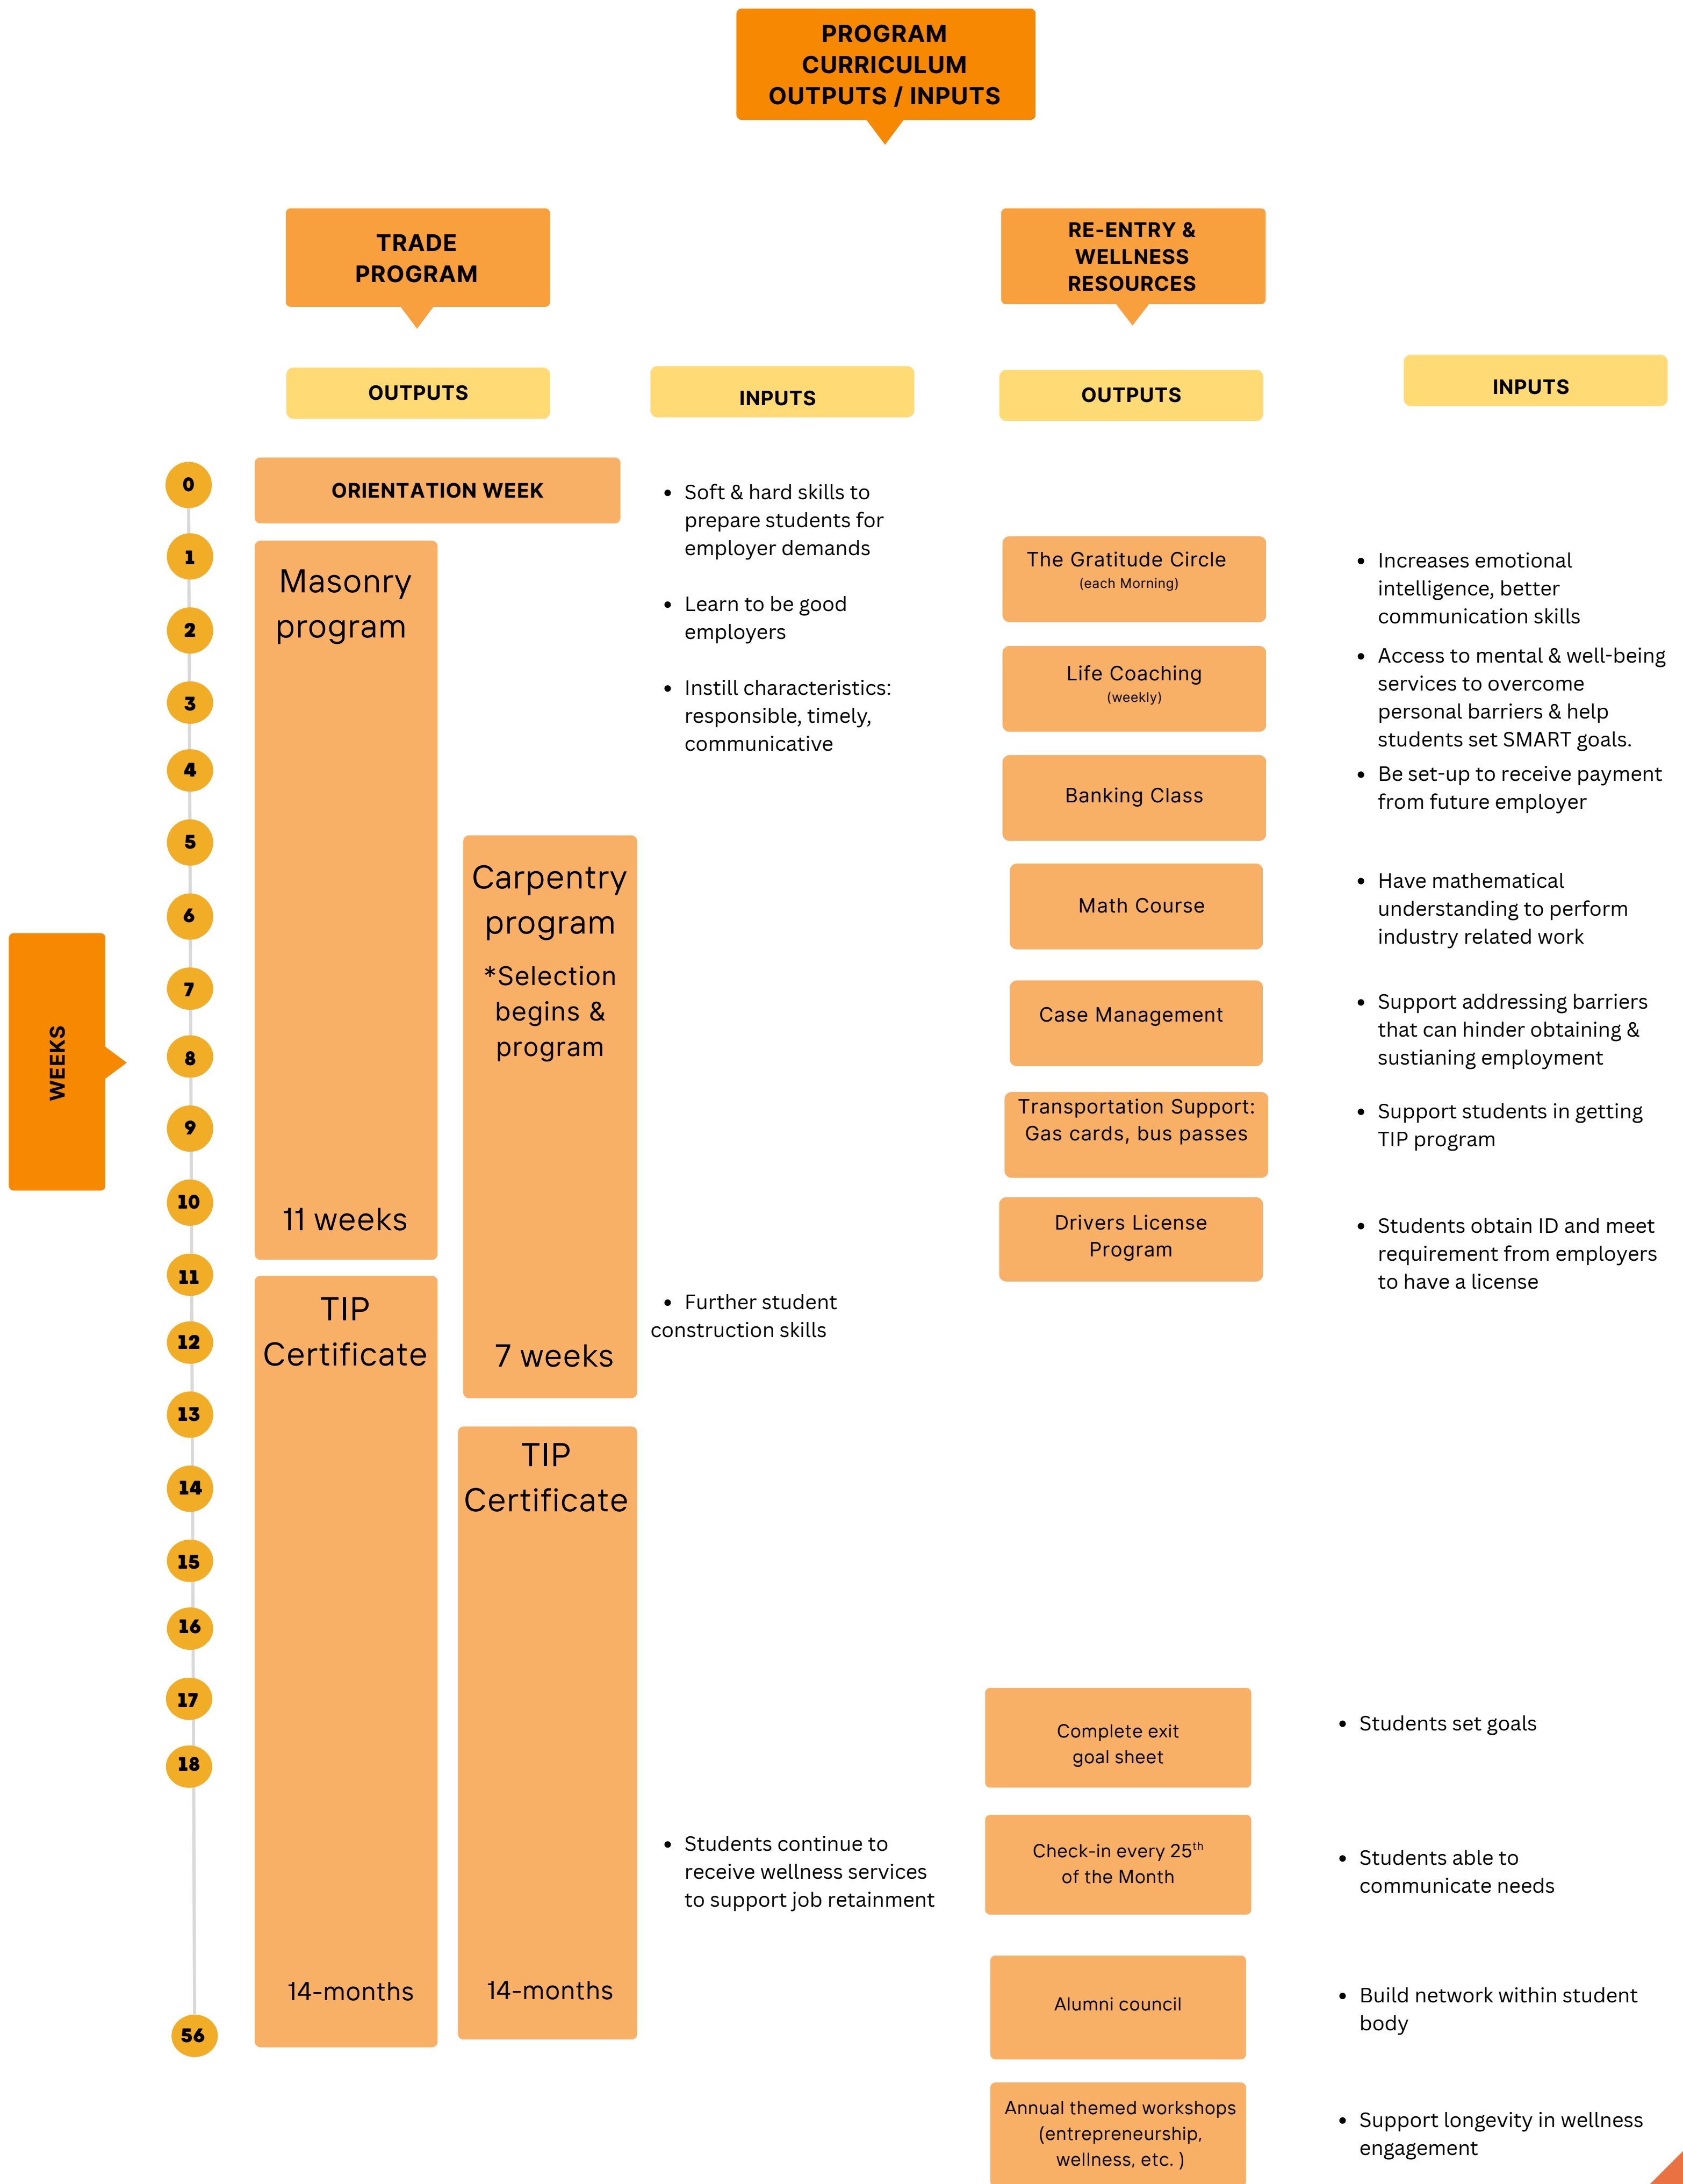 PROGRAM
CURRICULUM
OUTPUTS / INPUTS
TRADE
PROGRAM
RE-ENTRY &
WELLNESS
RESOURCES
OUTPUTS
INPUTS
OUTPUTS
INPUTS
WEEKS
0
1
2
3
4
5
6
7
8
9
10
11
12
13
14
15
16
17
18
56
ORIENTATION WEEK
Masonry
program
11 weeks
TIP
Certificate
14-months
Carpentry
program
*Selection
begins &
program
7 weeks
TIP
Certificate
14-months
• Soft & hard skills to
prepare students for
employer demands
• Learn to be good
employers
• Instill characteristics:
responsible, timely,
communicative
• Further student
construction skills
• Students continue to
receive wellness services
to support job retainment
The Gratitude Circle
(each Morning)
Life Coaching
(weekly)
Banking Class
Math Course
Case Management
Transportation Support:
Gas cards, bus passes
Drivers License
Program
Complete exit
goal sheet
Check-in every 25th
of the Month
Alumni council
Annual themed workshops
(entrepreneurship,
wellness, etc. )
• Increases emotional
intelligence, better
communication skills
• Access to mental & well-being
services to overcome
personal barriers & help
students set SMART goals.
• Be set-up to receive payment
from future employer
• Have mathematical
understanding to perform
industry related work
• Support addressing barriers
that can hinder obtaining &
sustianing employment
• Support students in getting
TIP program
• Students obtain ID and meet
requirement from employers
to have a license
• Students set goals
• Students able to
communicate needs
• Build network within student
body
• Support longevity in wellness
engagement